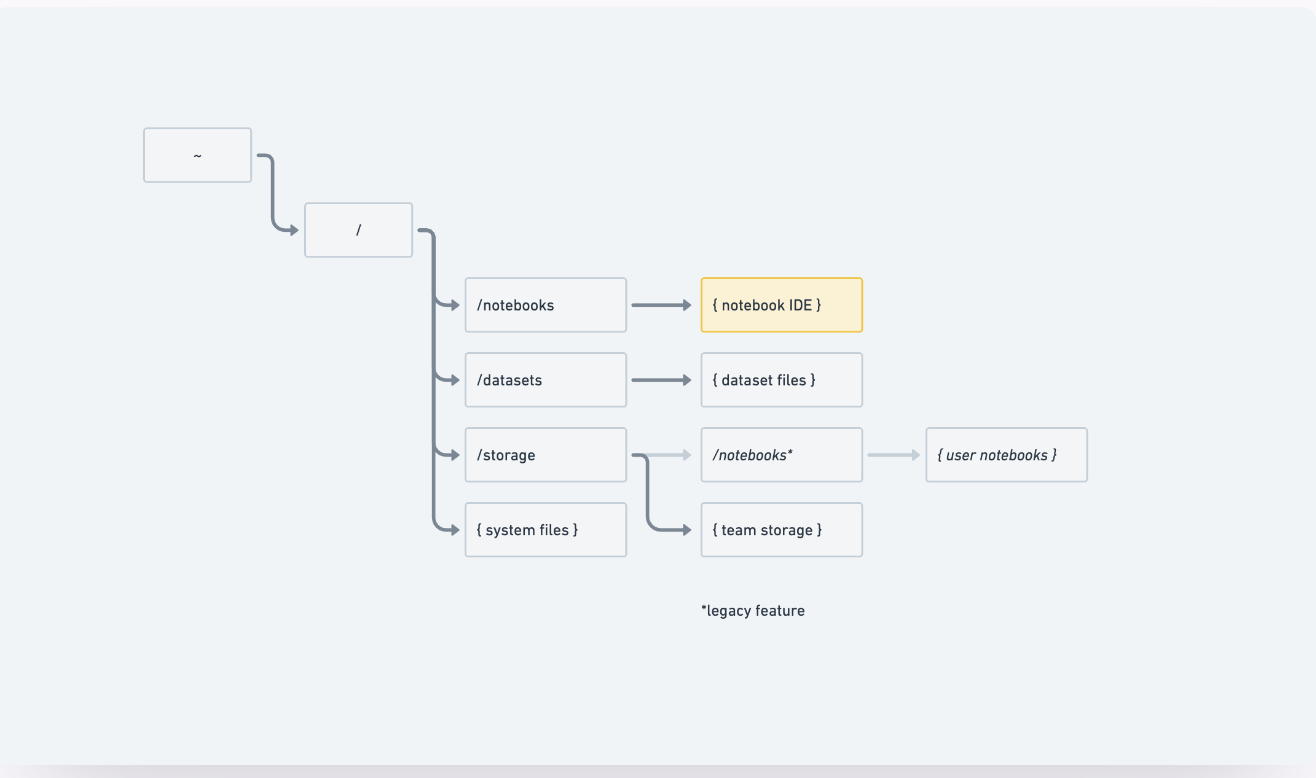 ~
/
/notebooks
{ notebook IDE }
/datasets
{ dataset files }
/storage
/notebooks*
{ user notebooks }
{ system files }
{ team storage }
*legacy feature